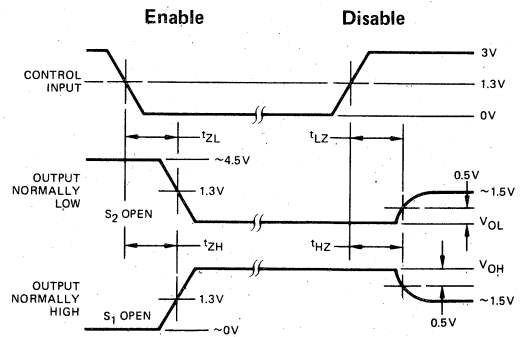 Enable Disable
3V
CONTROL
INPUT
1.3V
0V
tZL tLZ
~4.5V
0.5V
OUTPUT
NORMALLY
LOW
1.3V
~1.5V
S2 OPEN
VOL
tZH tHZ
VOH
OUTPUT
NORMALLY
HIGH
1.3V
~1.5V
S1 OPEN
0.5V
~0V